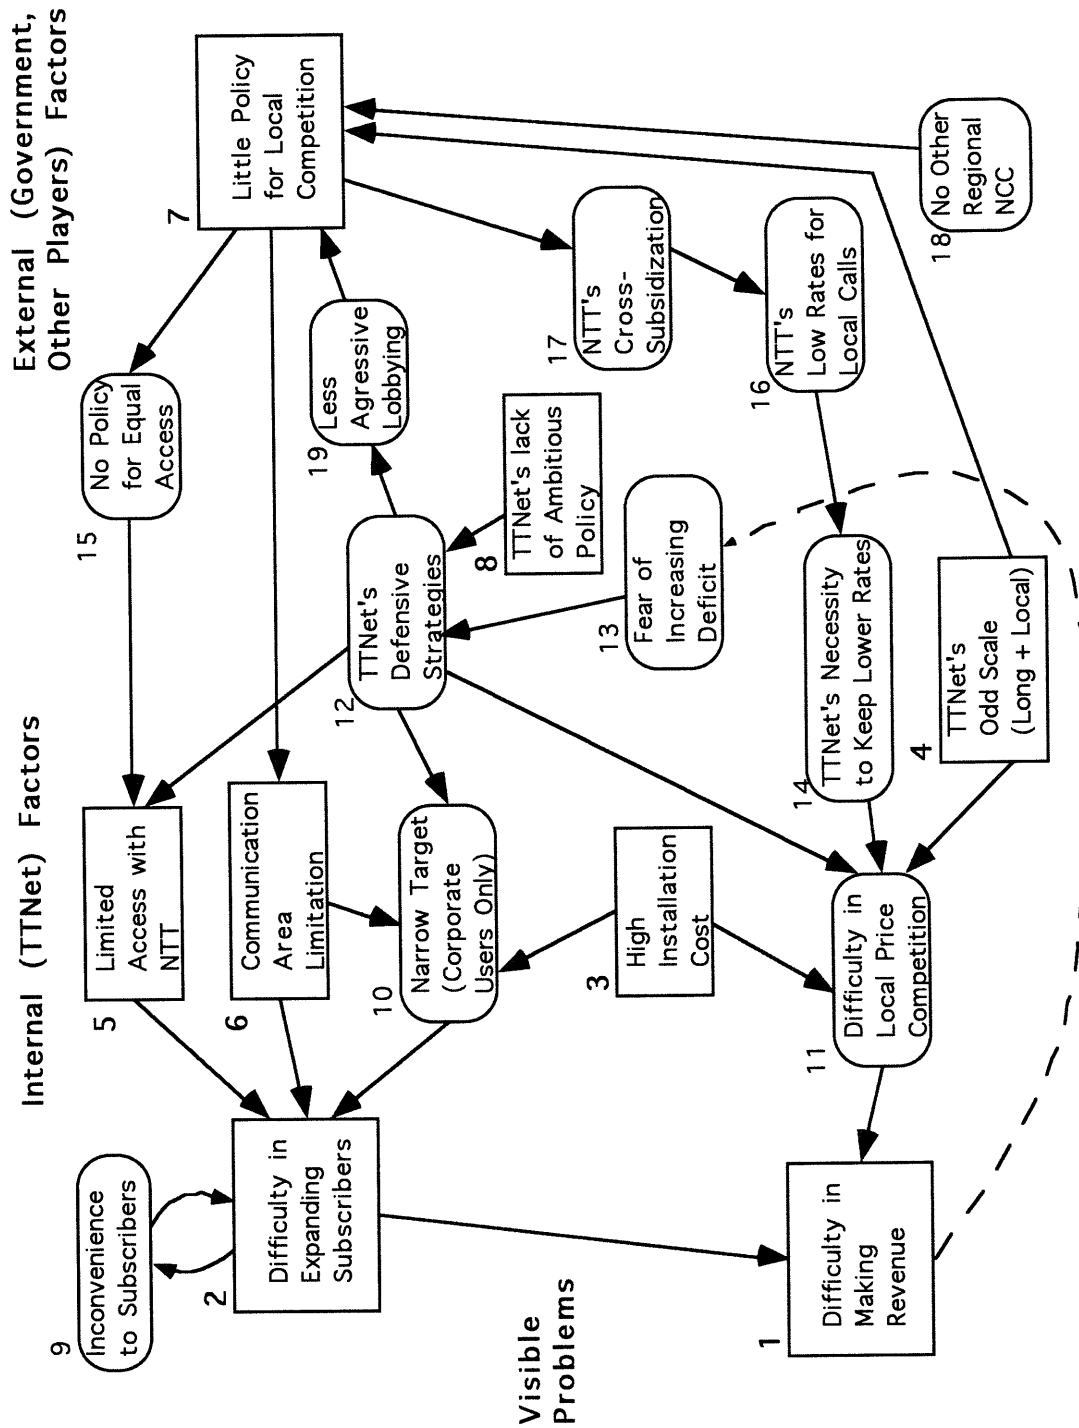 Internal (TTNet) Factors
External (Government,
Other Players) Factors
Visible
Problems
9
Inconvenience
to Subscribers
2
Difficulty in
Expanding
Subscribers
1
Difficulty in
Making
Revenue
5
Limited
Access with
NTT
6
Communication
Area
Limitation
10
Narrow Target
(Corporate
Users Only)
3
High
Installation
Cost
11
Difficulty in
Local Price
Competition
15
No Policy
for Equal
Access
12
TTNet's
Defensive
Strategies
19
Less
Agressive
Lobbying
8
TTNet's lack
of Ambitious
Policy
13
Fear of
Increasing
Deficit
14
TTNet's Necessity
to Keep Lower Rates
4
TTNet's
Odd Scale
(Long + Local)
7
Little Policy
for Local
Competition
17
NTT's
Cross-
Subsidization
16
NTT's
Low Rates for
Local Calls
18
No Other
Regional
NCC